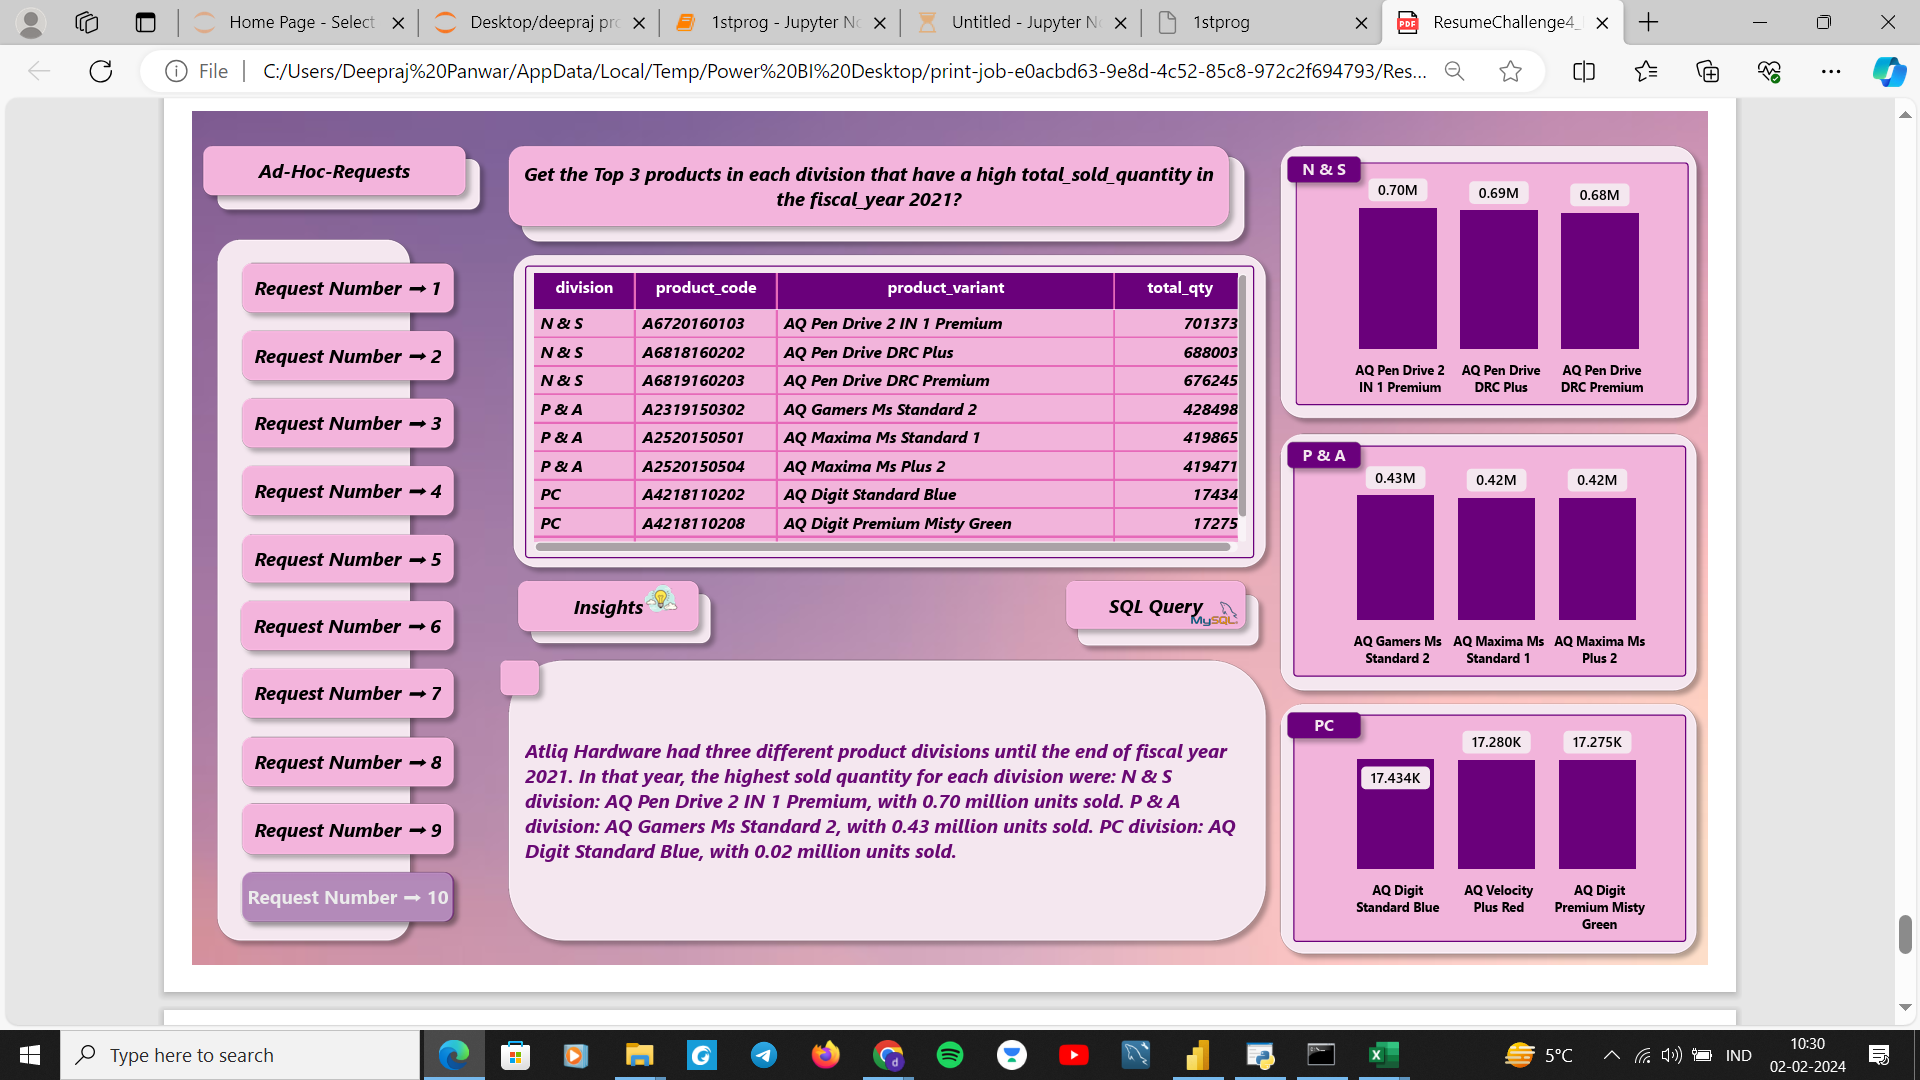 Home Page - Select
Desktop/deepraj pr
1stprog - Jupyter N
Untitled - Jupyter N
1stprog
PDF
ResumeChallenge4_
File
C:/Users/Deepraj%20Panwar/AppData/Local/Temp/Power%20BI%20Desktop/print-job-e0acbd63-9e8d-4c52-85c8-972c2f694793/Res...
Ad-Hoc-Requests
Request Number ➞ 1
Request Number ➞ 2
Request Number ➞ 3
Request Number ➞ 4
Request Number ➞ 5
Request Number ➞ 6
Request Number ➞ 7
Request Number ➞ 8
Request Number ➞ 9
Request Number ➞ 10
Get the Top 3 products in each division that have a high total_sold_quantity in
the fiscal_year 2021?
division product_code product_variant total_qty
N & S A6720160103 AQ Pen Drive 2 IN 1 Premium 701373
N & S A6818160202 AQ Pen Drive DRC Plus 688003
N & S A6819160203 AQ Pen Drive DRC Premium 676245
P & A A2319150302 AQ Gamers Ms Standard 2 428498
P & A A2520150501 AQ Maxima Ms Standard 1 419865
P & A A2520150504 AQ Maxima Ms Plus 2 419471
PC A4218110202 AQ Digit Standard Blue 17434
PC A4218110208 AQ Digit Premium Misty Green 17275
Insights
SQL Query
MySQL
Atliq Hardware had three different product divisions until the end of fiscal year
2021. In that year, the highest sold quantity for each division were: N & S
division: AQ Pen Drive 2 IN 1 Premium, with 0.70 million units sold. P & A
division: AQ Gamers Ms Standard 2, with 0.43 million units sold. PC division: AQ
Digit Standard Blue, with 0.02 million units sold.
N & S
0.70M 0.69M 0.68M
AQ Pen Drive 2 AQ Pen Drive AQ Pen Drive
IN 1 Premium DRC Plus DRC Premium
P & A
0.43M 0.42M 0.42M
AQ Gamers Ms AQ Maxima Ms AQ Maxima Ms
Standard 2 Standard 1 Plus 2
PC
17.434K 17.280K 17.275K
AQ Digit AQ Velocity AQ Digit
Standard Blue Plus Red Premium Misty
Green
Type here to search
5°C
IND
10:30
02-02-2024